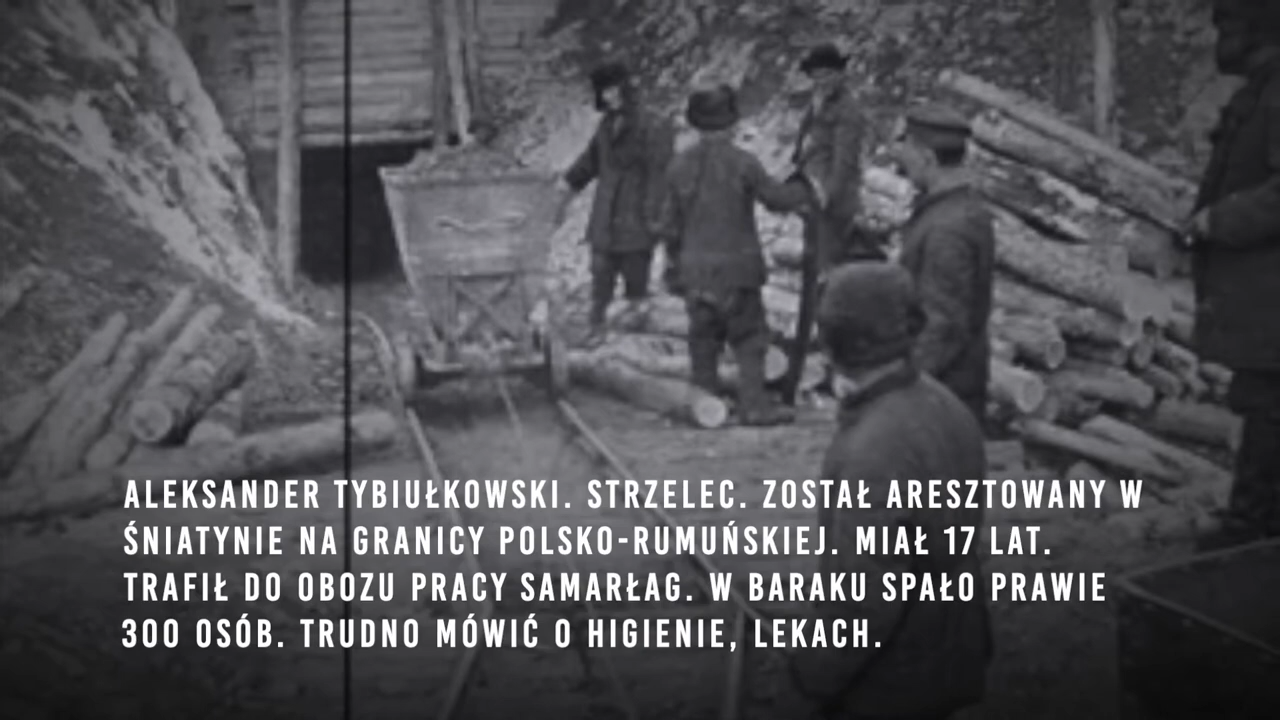 ALEKSANDER TYBIUŁKOWSKI. STRZELEC. ZOSTAŁ ARESZTOWANY W
ŚNIATYNIE NA GRANICY POLSKO-RUMUŃSKIEJ. MIAŁ 17 LAT.
TRAFIŁ DO OBOZU PRACY SAMARŁAG. W BARAKU SPAŁO PRAWIE
300 OSÓB. TRUDNO MÓWIĆ O HIGIENIE, LEKACH.